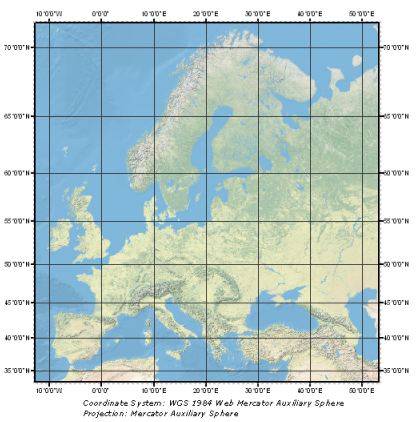 10°0'0"W 0°0'0" 10°0'0"E 20°0'0"E 30°0'0"E 40°0'0"E 50°0'0"E
70°0'0"N 70°0'0"N
65°0'0"N 65°0'0"N
60°0'0"N 60°0'0"N
55°0'0"N 55°0'0"N
50°0'0"N 50°0'0"N
45°0'0"N 45°0'0"N
40°0'0"N 40°0'0"N
35°0'0"N 35°0'0"N
10°0'0"W 0°0'0" 10°0'0"E 20°0'0"E 30°0'0"E 40°0'0"E 50°0'0"E
Coordinate System: WGS 1984 Web Mercator Auxiliary Sphere
Projection: Mercator Auxiliary Sphere